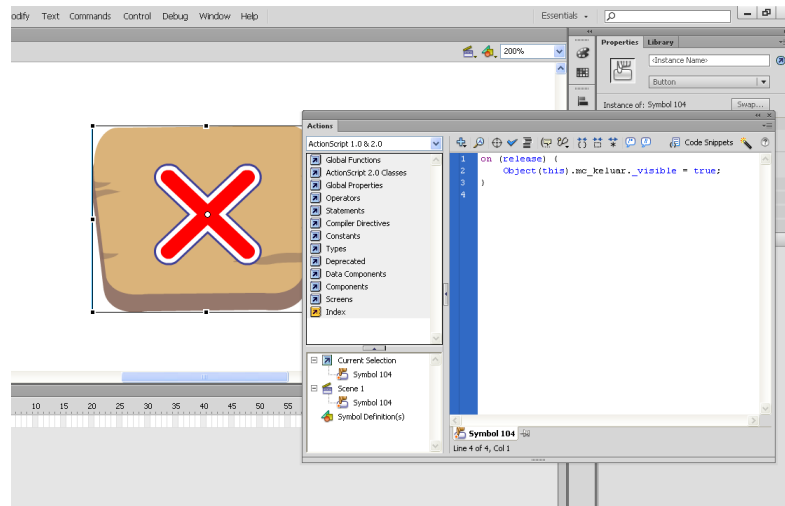 odify Text Commands Control Debug Window Help Essentials
200%
Properties Library
<Instance Name>
Button
Instance of: Symbol 104 Swap...
Actions
ActionScript 1.0 & 2.0
Code Snippets
Global Functions
ActionScript 2.0 Classes
Global Properties
Operators
Statements
Compiler Directives
Constants
Types
Deprecated
Data Components
Components
Screens
Index
1 on (release) {
2 Object(this).mc_keluar._visible = true;
3 }
4
Current Selection
Symbol 104
Scene 1
Symbol 104
Symbol Definition(s)
Symbol 104
Line 4 of 4, Col 1
10 15 20 25 30 35 40 45 50 55